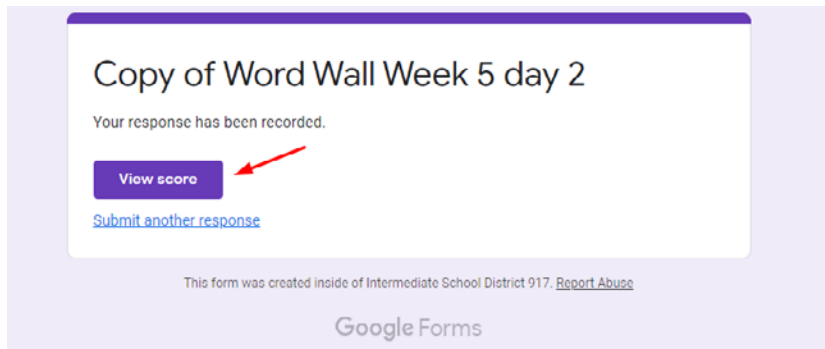 Copy of Word Wall Week 5 day 2
Your response has been recorded.
View score
Submit another response
This form was created inside of Intermediate School District 917. Report Abuse
Google Forms